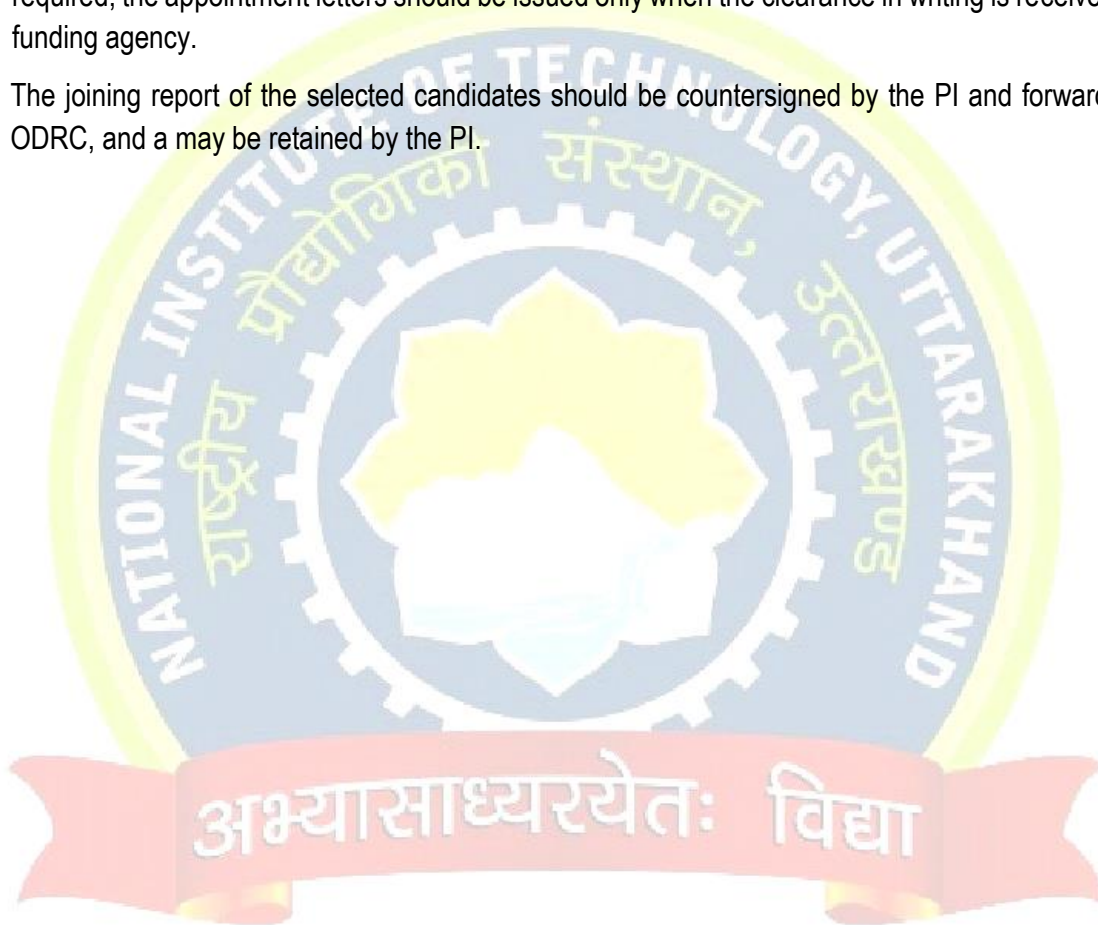 required, the appointment letters should be issued only when the clearance in writing is receive
funding agency.
The joining report of the selected candidates should be countersigned by the PI and forward
ODRC, and a may be retained by the PI.
NATIONAL INSTITUTE OF TECHNOLOGY, UTTARAKHAND
राष्ट्रीय प्रौद्योगिकी संस्थान, उत्तराखण्ड
अभ्यासाध्यरयेतः विद्या